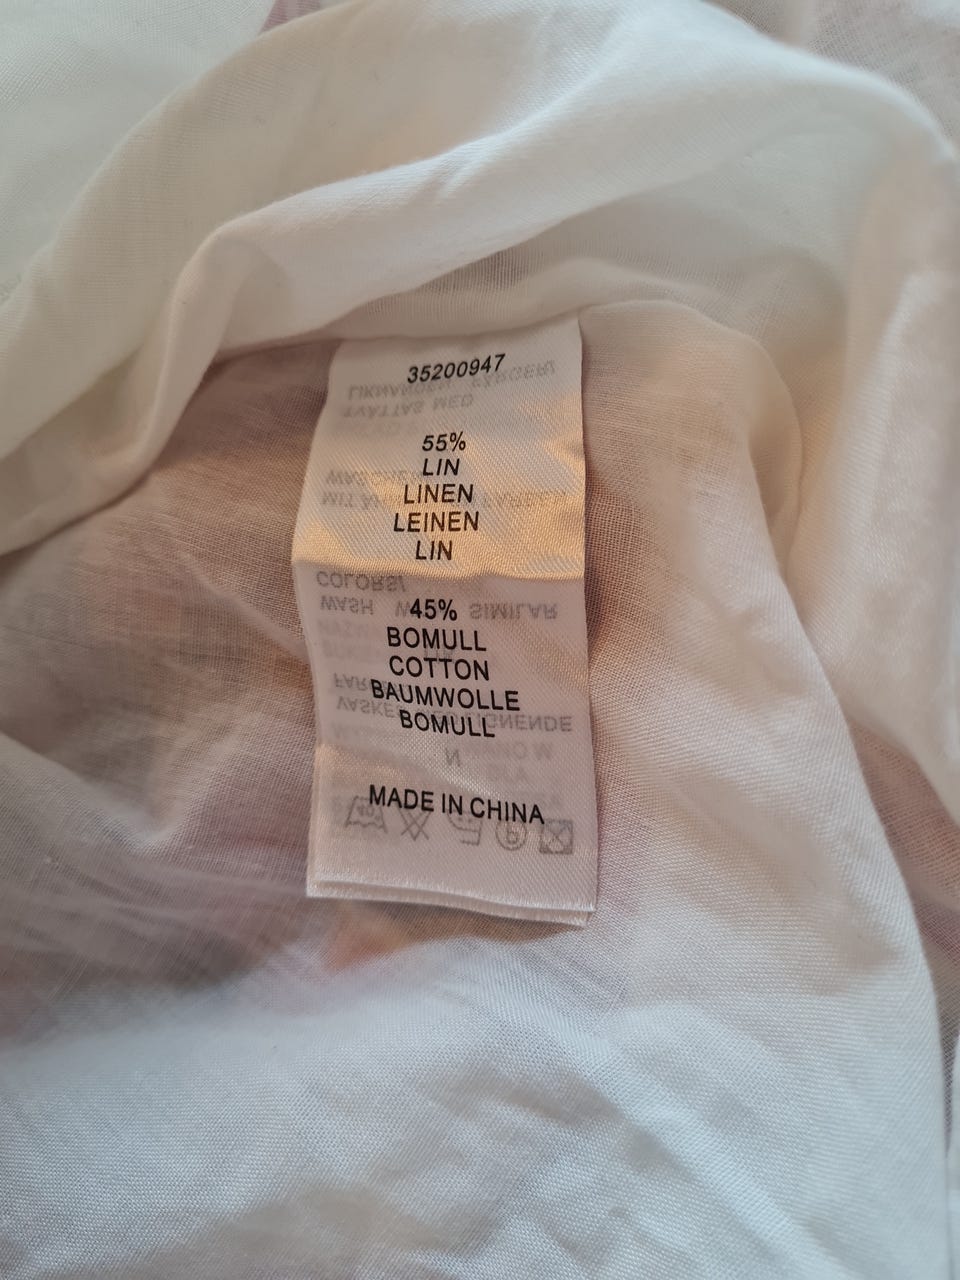 35200947
55%
LIN
LINEN
LEINEN
LIN
45%
BOMULL
COTTON
BAUMWOLLE
BOMULL
MADE IN CHINA